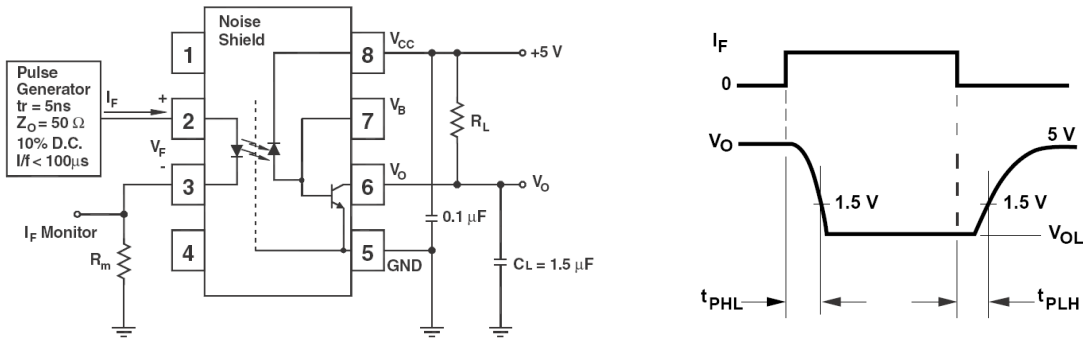 Noise
Shield
Pulse
Generator
tr = 5ns
ZO = 50 Ω
10% D.C.
I/f < 100μs
IF
+
VF
-
IF Monitor
Rm
1
2
3
4
8
7
6
5
VCC
VB
VO
GND
+5 V
RL
VO
0.1 μF
CL = 1.5 μF
IF
0
VO
5 V
1.5 V
1.5 V
VOL
tPHL
tPLH